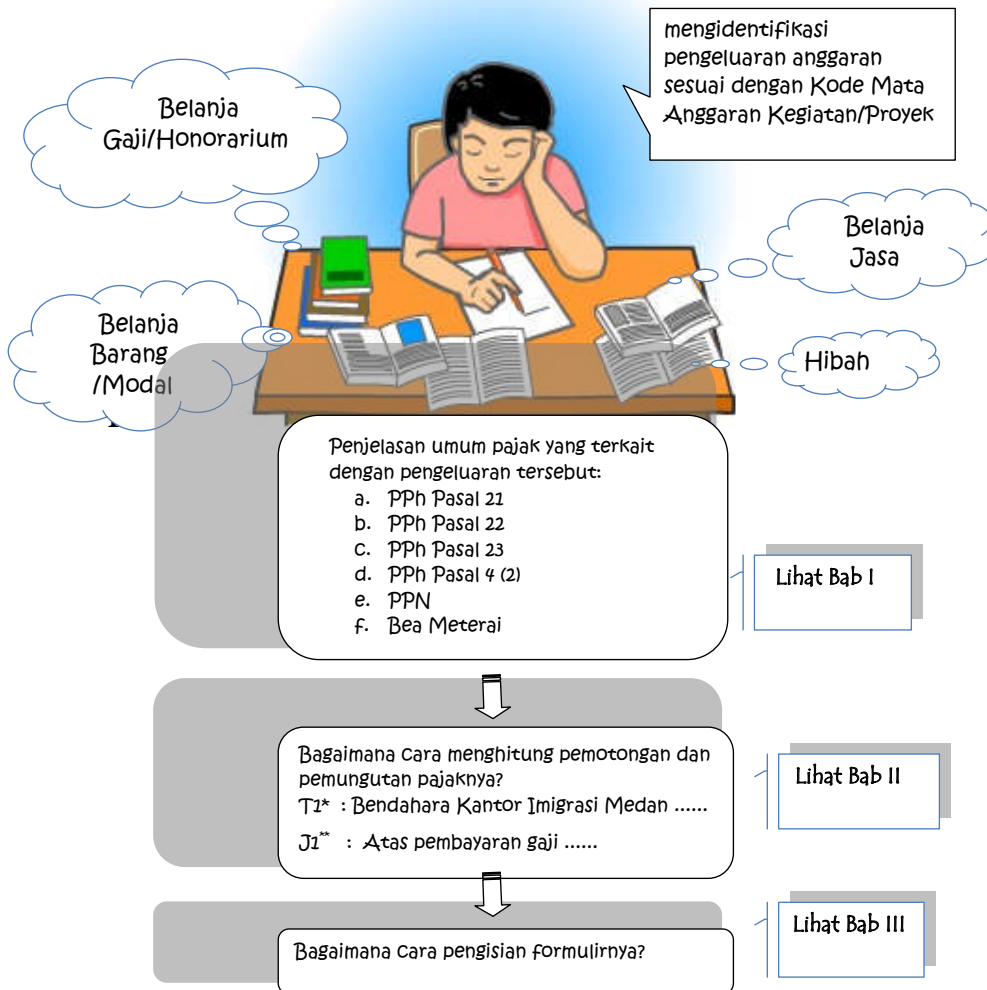 mengidentifikasi
pengeluaran anggaran
sesuai dengan Kode Mata
Anggaran Kegiatan/Proyek
Belanja
Gaji/Honorarium
Belanja
Jasa
Belanja
Barang
/Modal
Hibah
Penjelasan umum pajak yang terkait
dengan pengeluaran tersebut:
a. PPh Pasal 21
b. PPh Pasal 22
c. PPh Pasal 23
d. PPh Pasal 4 (2)
e. PPN
f. Bea Meterai
Lihat Bab I
Bagaimana Cara menghitung pemotongan dan
pemungutan pajaknya?
T1* : Bendahara Kantor Imigrasi Medan ......
J1** : Atas pembayaran gaji ......
Lihat Bab II
Bagaimana Cara pengisian formulirnya?
Lihat Bab III